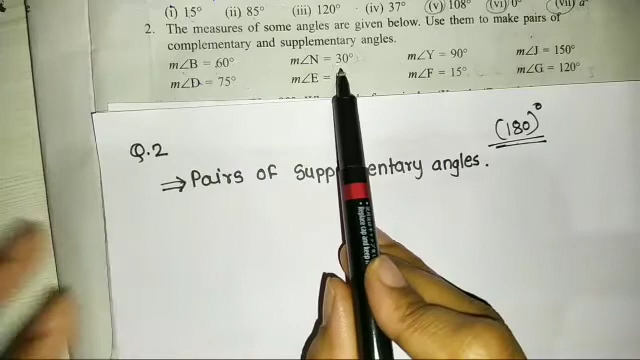 (i) 15° (ii) 85° (iii) 120° (iv) 37° (v) 108° (vi) 0° (vii) a°
2. The measures of some angles are given below. Use them to make pairs of
complementary and supplementary angles.
m∠B = 60° m∠N = 30° m∠Y = 90° m∠J = 150°
m∠D = 75° m∠E = m∠F = 15° m∠G = 120°
(180)°
Q.2
⇒ Pairs of Supplementary angles.